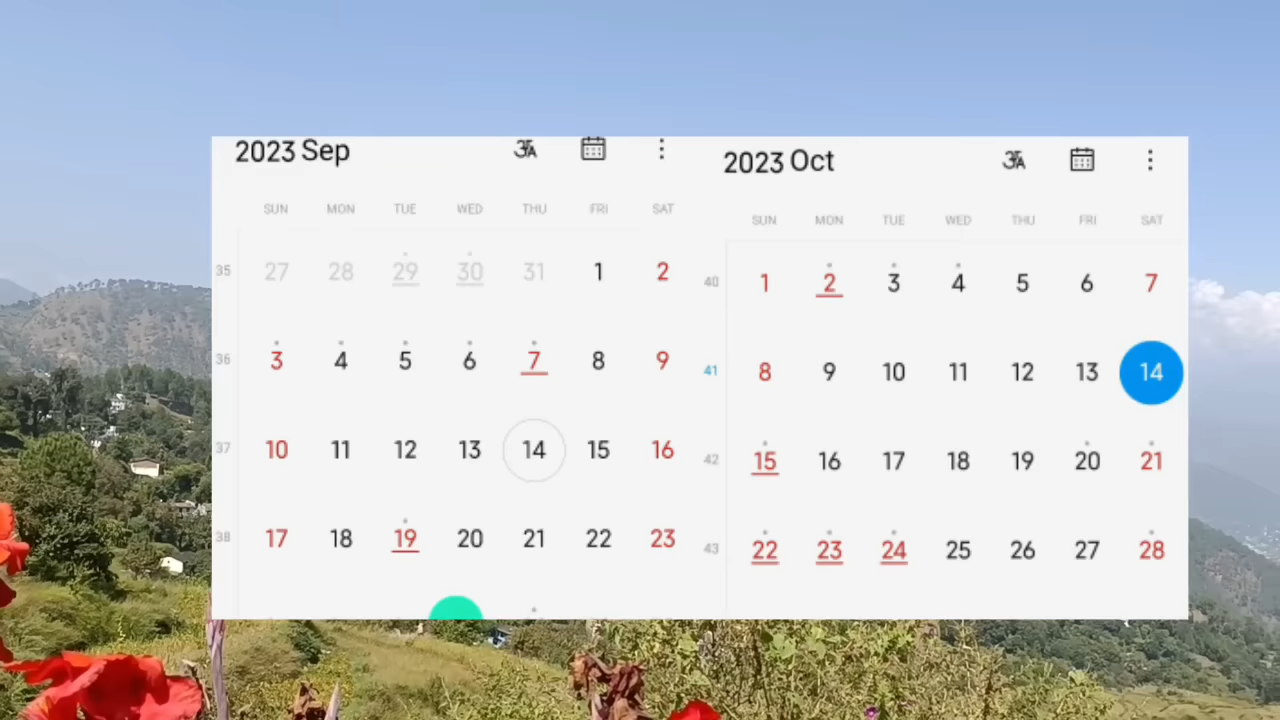 2023 Sep
SUN MON TUE WED THU FRI SAT
35 27 28 29 30 31 1 2
36 3 4 5 6 7 8 9
37 10 11 12 13 14 15 16
38 17 18 19 20 21 22 23
2023 Oct
SUN MON TUE WED THU FRI SAT
40 1 2 3 4 5 6 7
41 8 9 10 11 12 13 14
42 15 16 17 18 19 20 21
43 22 23 24 25 26 27 28